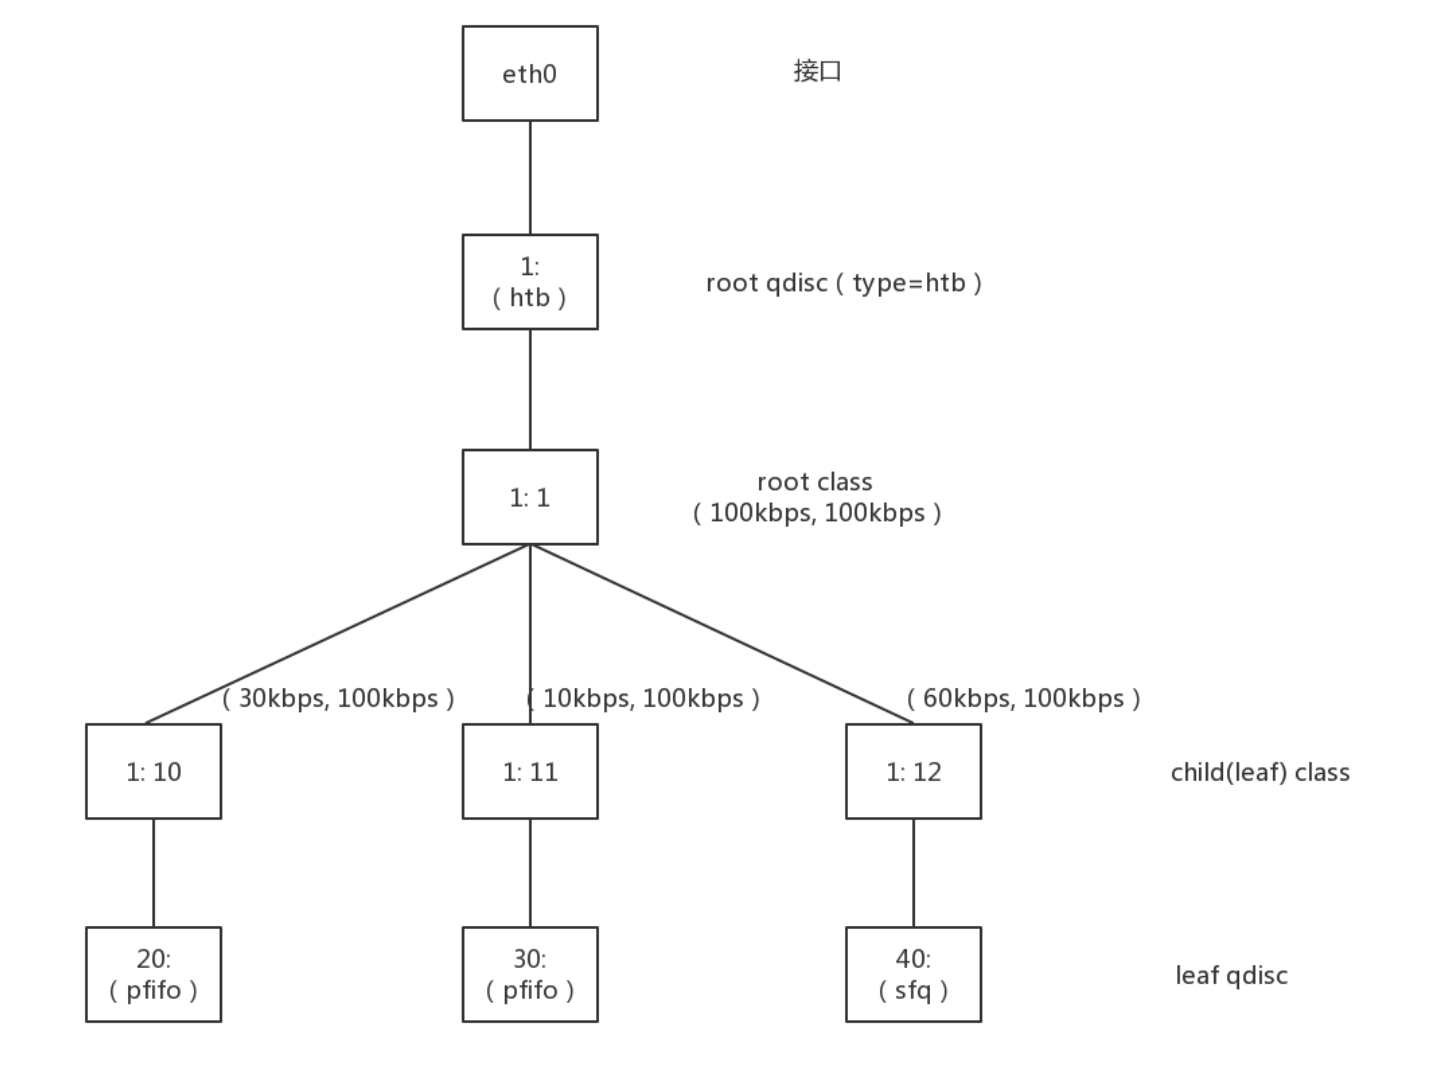 eth0
接口
1:
( htb )
root qdisc ( type=htb )
1: 1
root class
( 100kbps, 100kbps )
( 30kbps, 100kbps )
( 10kbps, 100kbps )
( 60kbps, 100kbps )
1: 10
1: 11
1: 12
child(leaf) class
20:
( pfifo )
30:
( pfifo )
40:
( sfq )
leaf qdisc